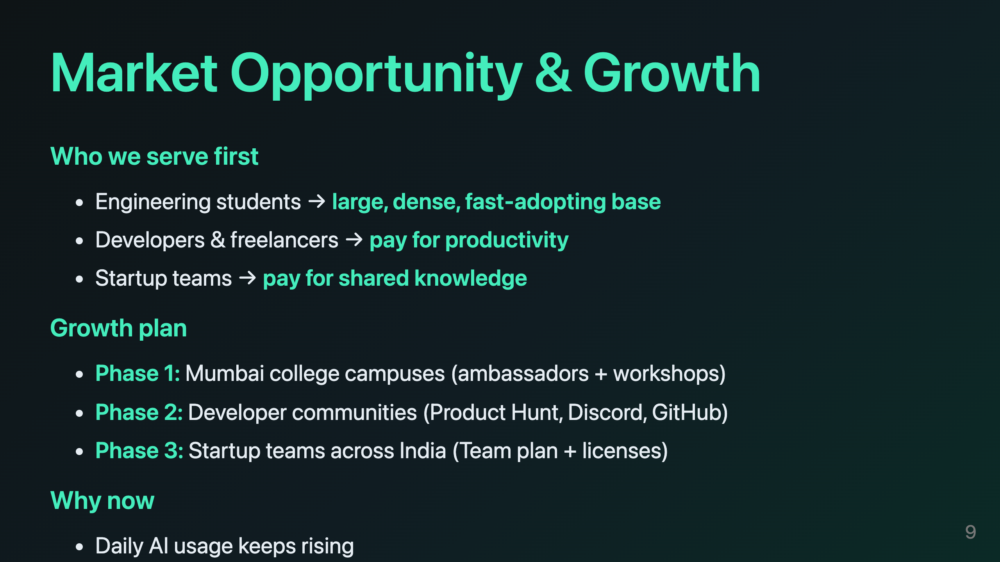 Market Opportunity & Growth
Who we serve first
• Engineering students → large, dense, fast-adopting base
• Developers & freelancers → pay for productivity
• Startup teams → pay for shared knowledge
Growth plan
• Phase 1: Mumbai college campuses (ambassadors + workshops)
• Phase 2: Developer communities (Product Hunt, Discord, GitHub)
• Phase 3: Startup teams across India (Team plan + licenses)
Why now
• Daily AI usage keeps rising
9